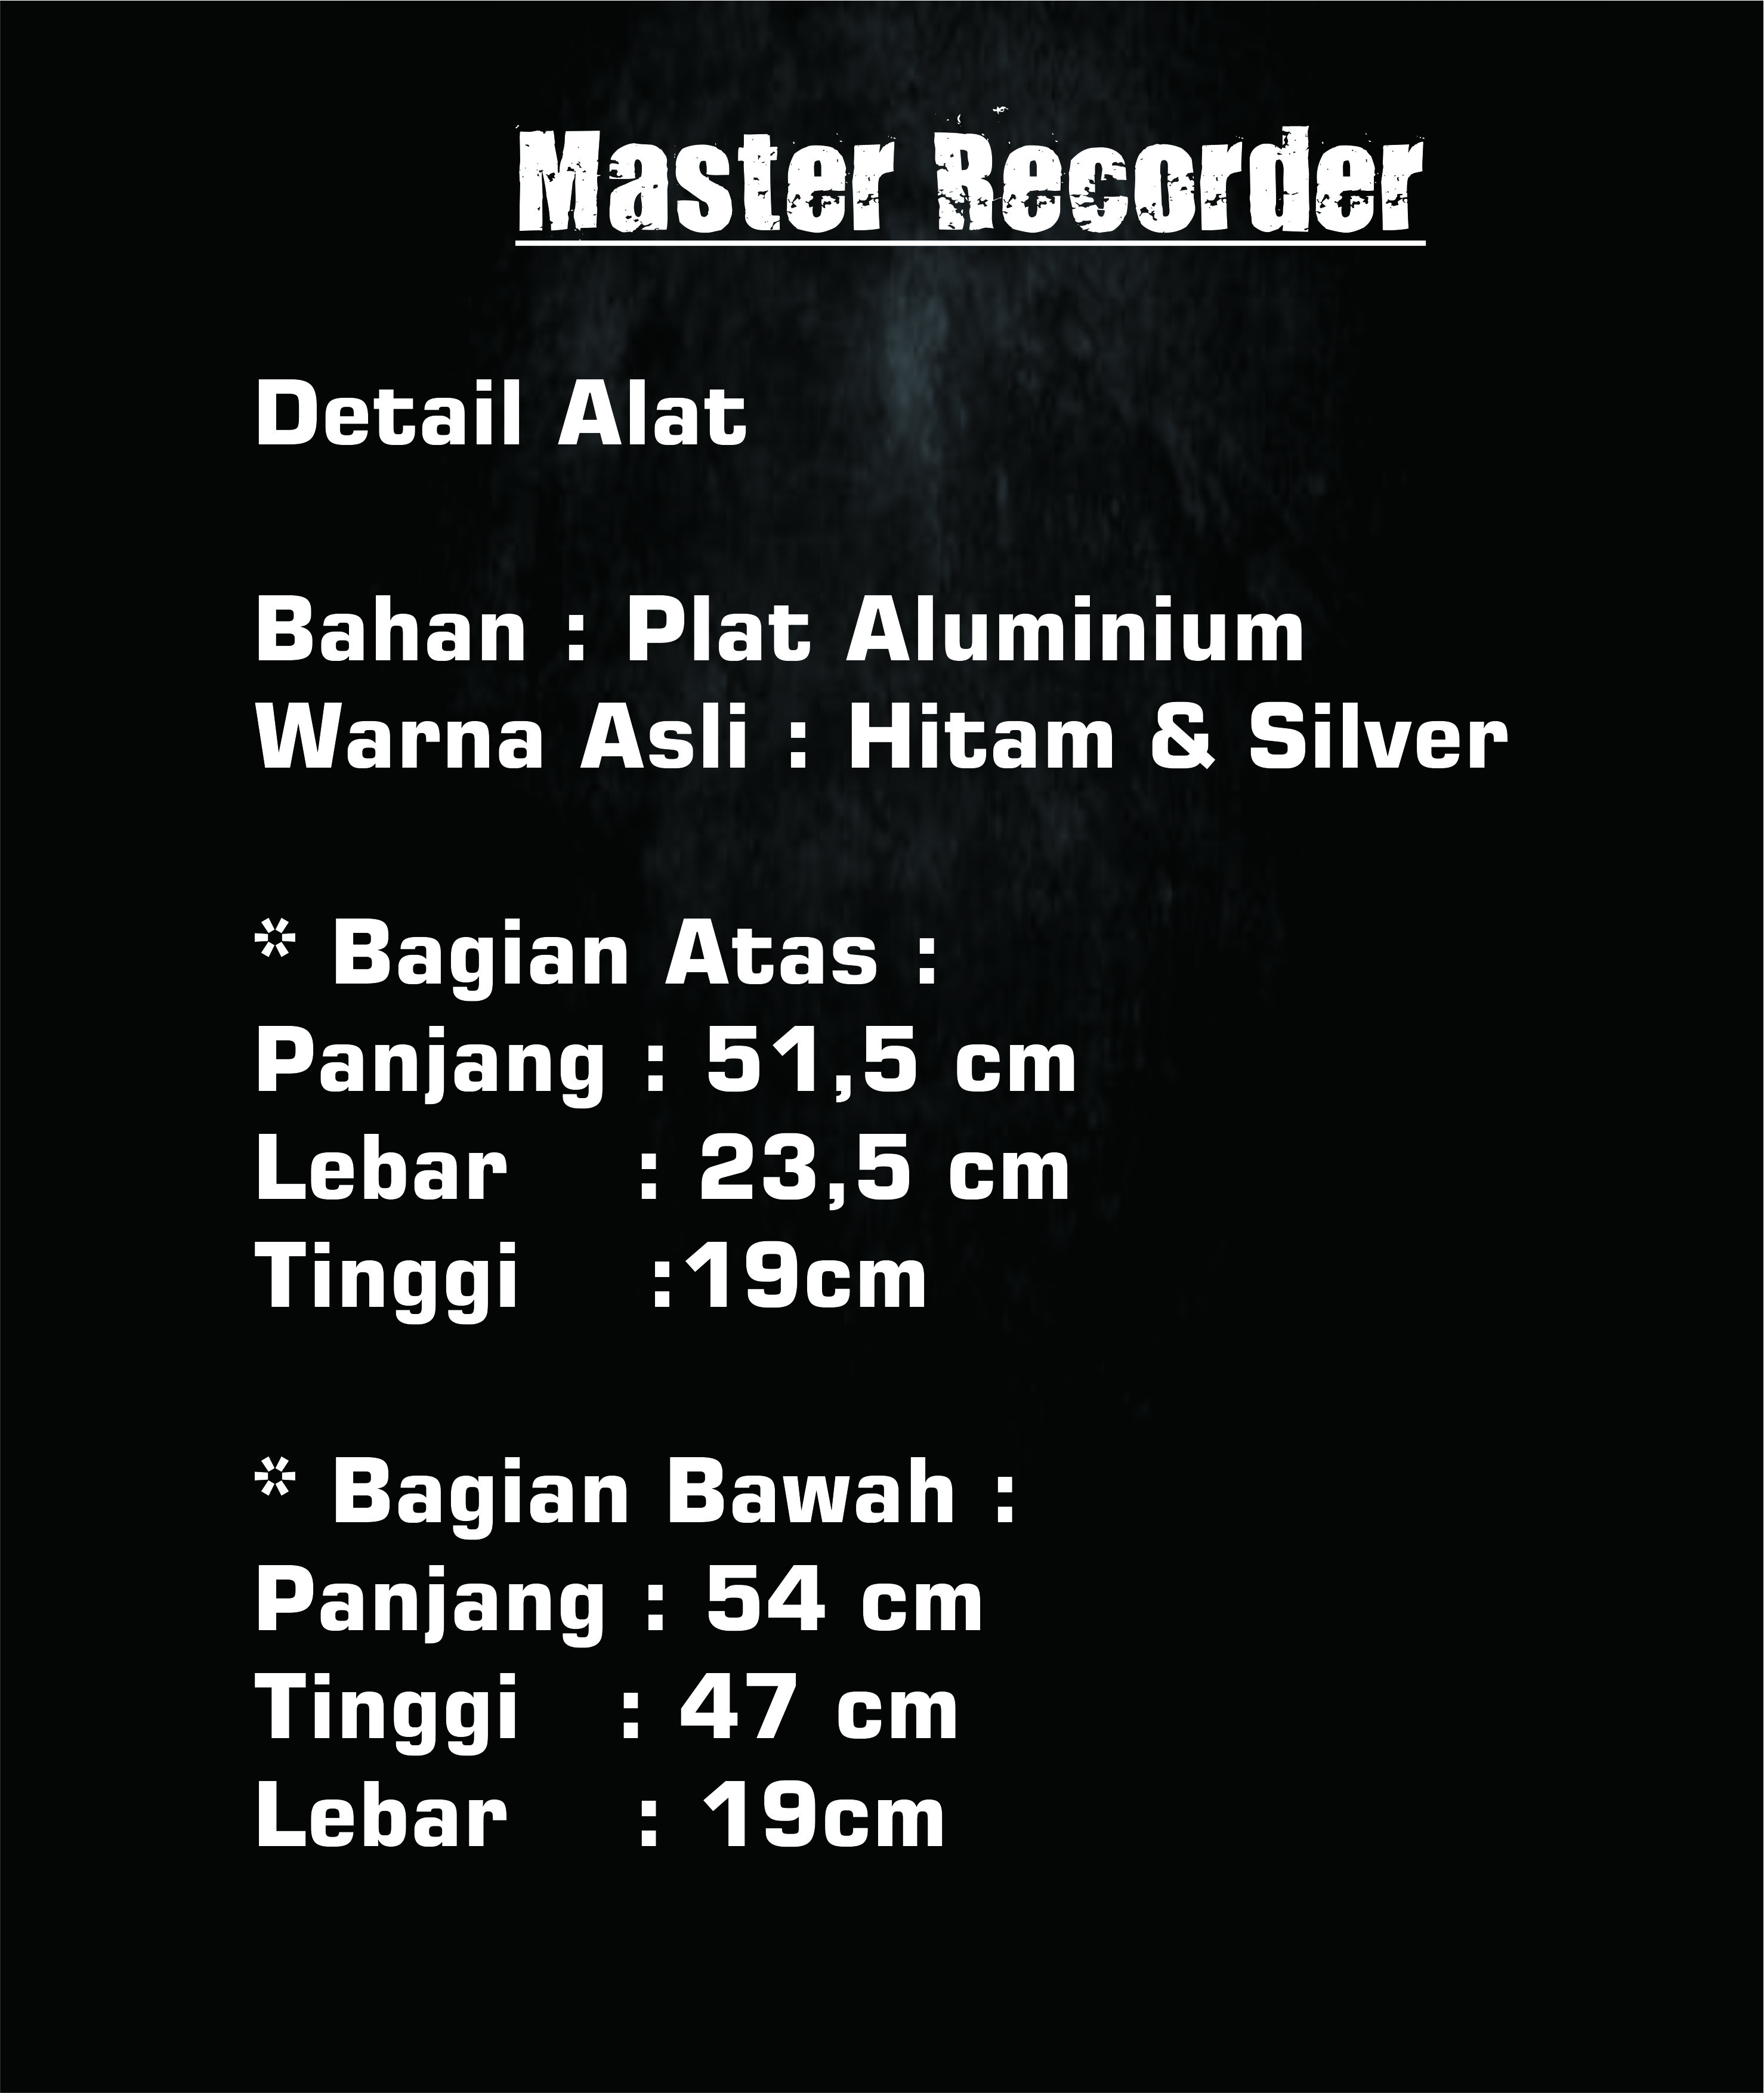 Master Recorder
Detail Alat
Bahan : Plat Aluminium
Warna Asli : Hitam & Silver
* Bagian Atas :
Panjang : 51,5 cm
Lebar : 23,5 cm
Tinggi :19cm
* Bagian Bawah :
Panjang : 54 cm
Tinggi : 47 cm
Lebar : 19cm